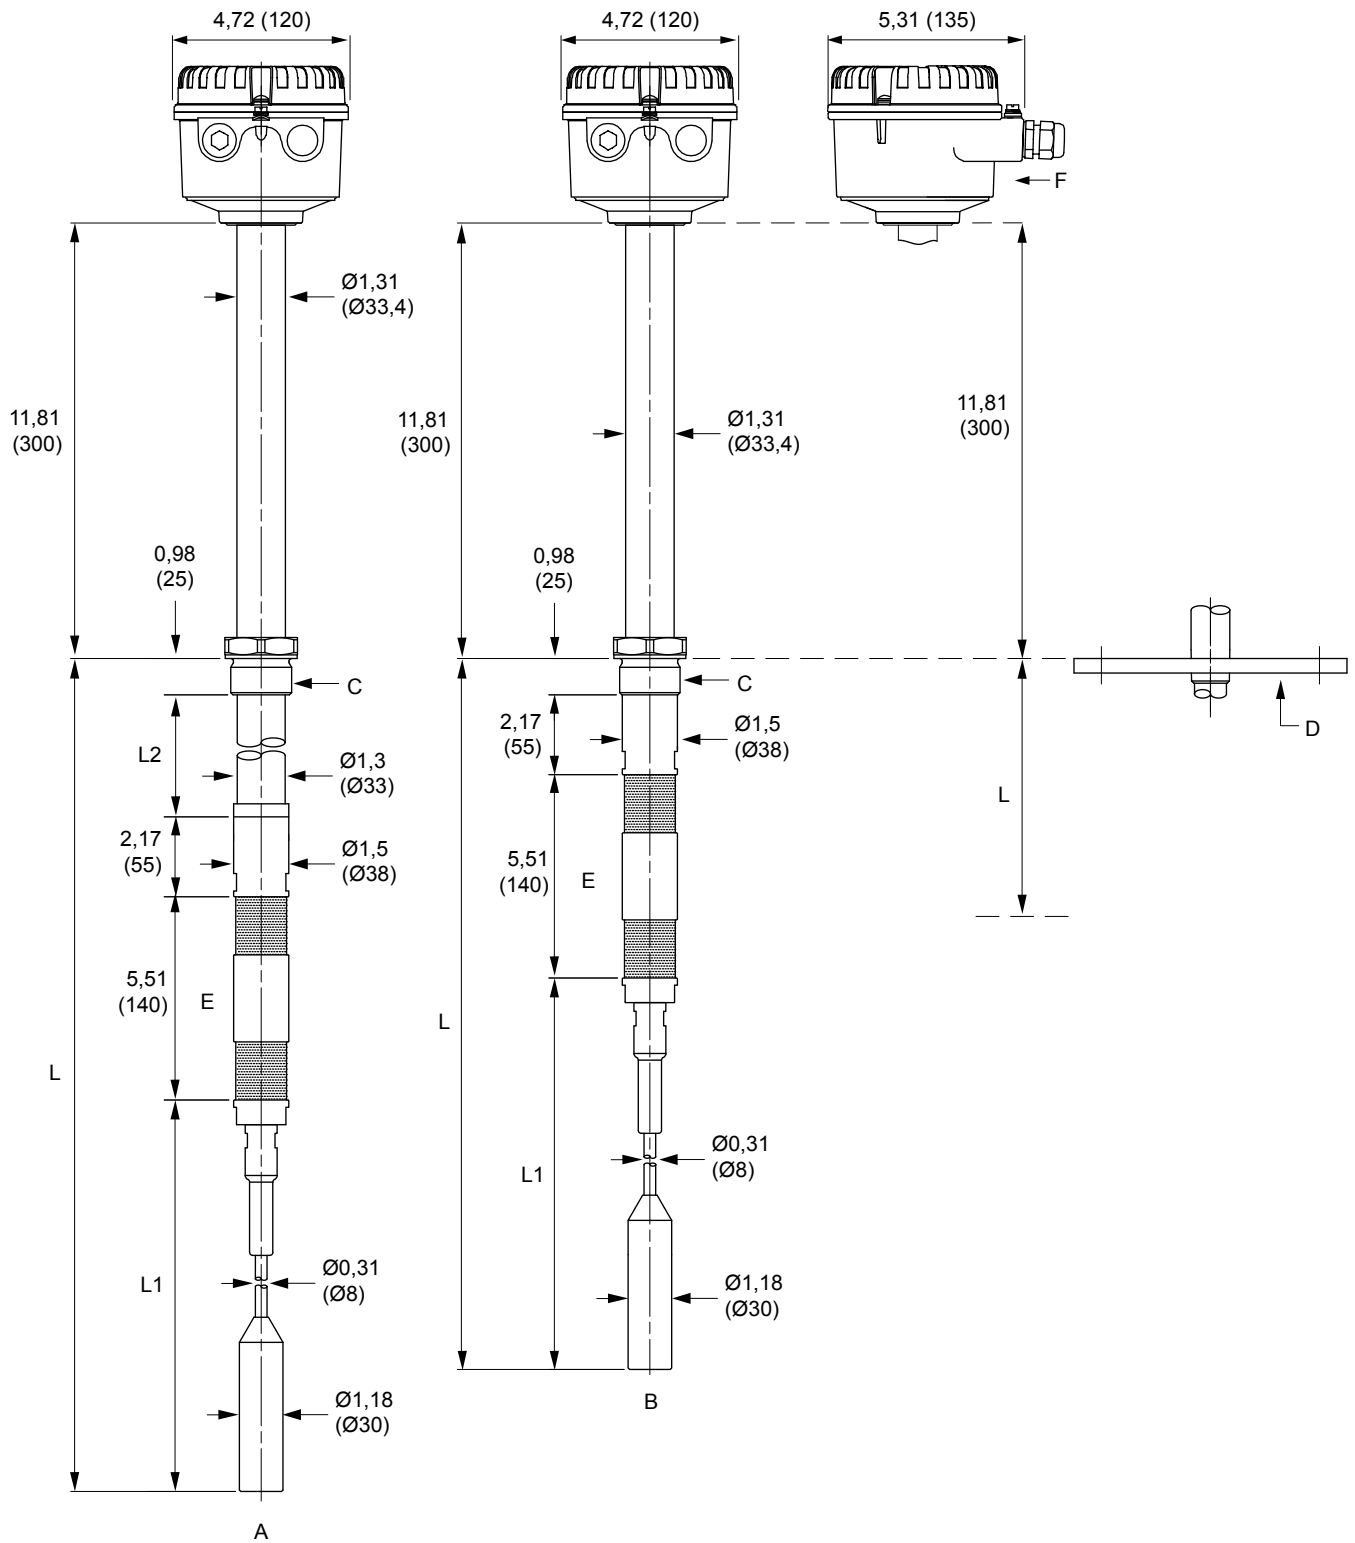 4,72 (120)
4,72 (120)
5,31 (135)
F
Ø1,31
(Ø33,4)
11,81
(300)
11,81
(300)
Ø1,31
(Ø33,4)
11,81
(300)
0,98
(25)
0,98
(25)
C
C
D
L2
Ø1,3
(Ø33)
2,17
(55)
Ø1,5
(Ø38)
L
2,17
(55)
Ø1,5
(Ø38)
5,51
(140)
E
5,51
(140)
E
L
L
L1
Ø0,31
(Ø8)
L1
Ø0,31
(Ø8)
Ø1,18
(Ø30)
Ø1,18
(Ø30)
B
A